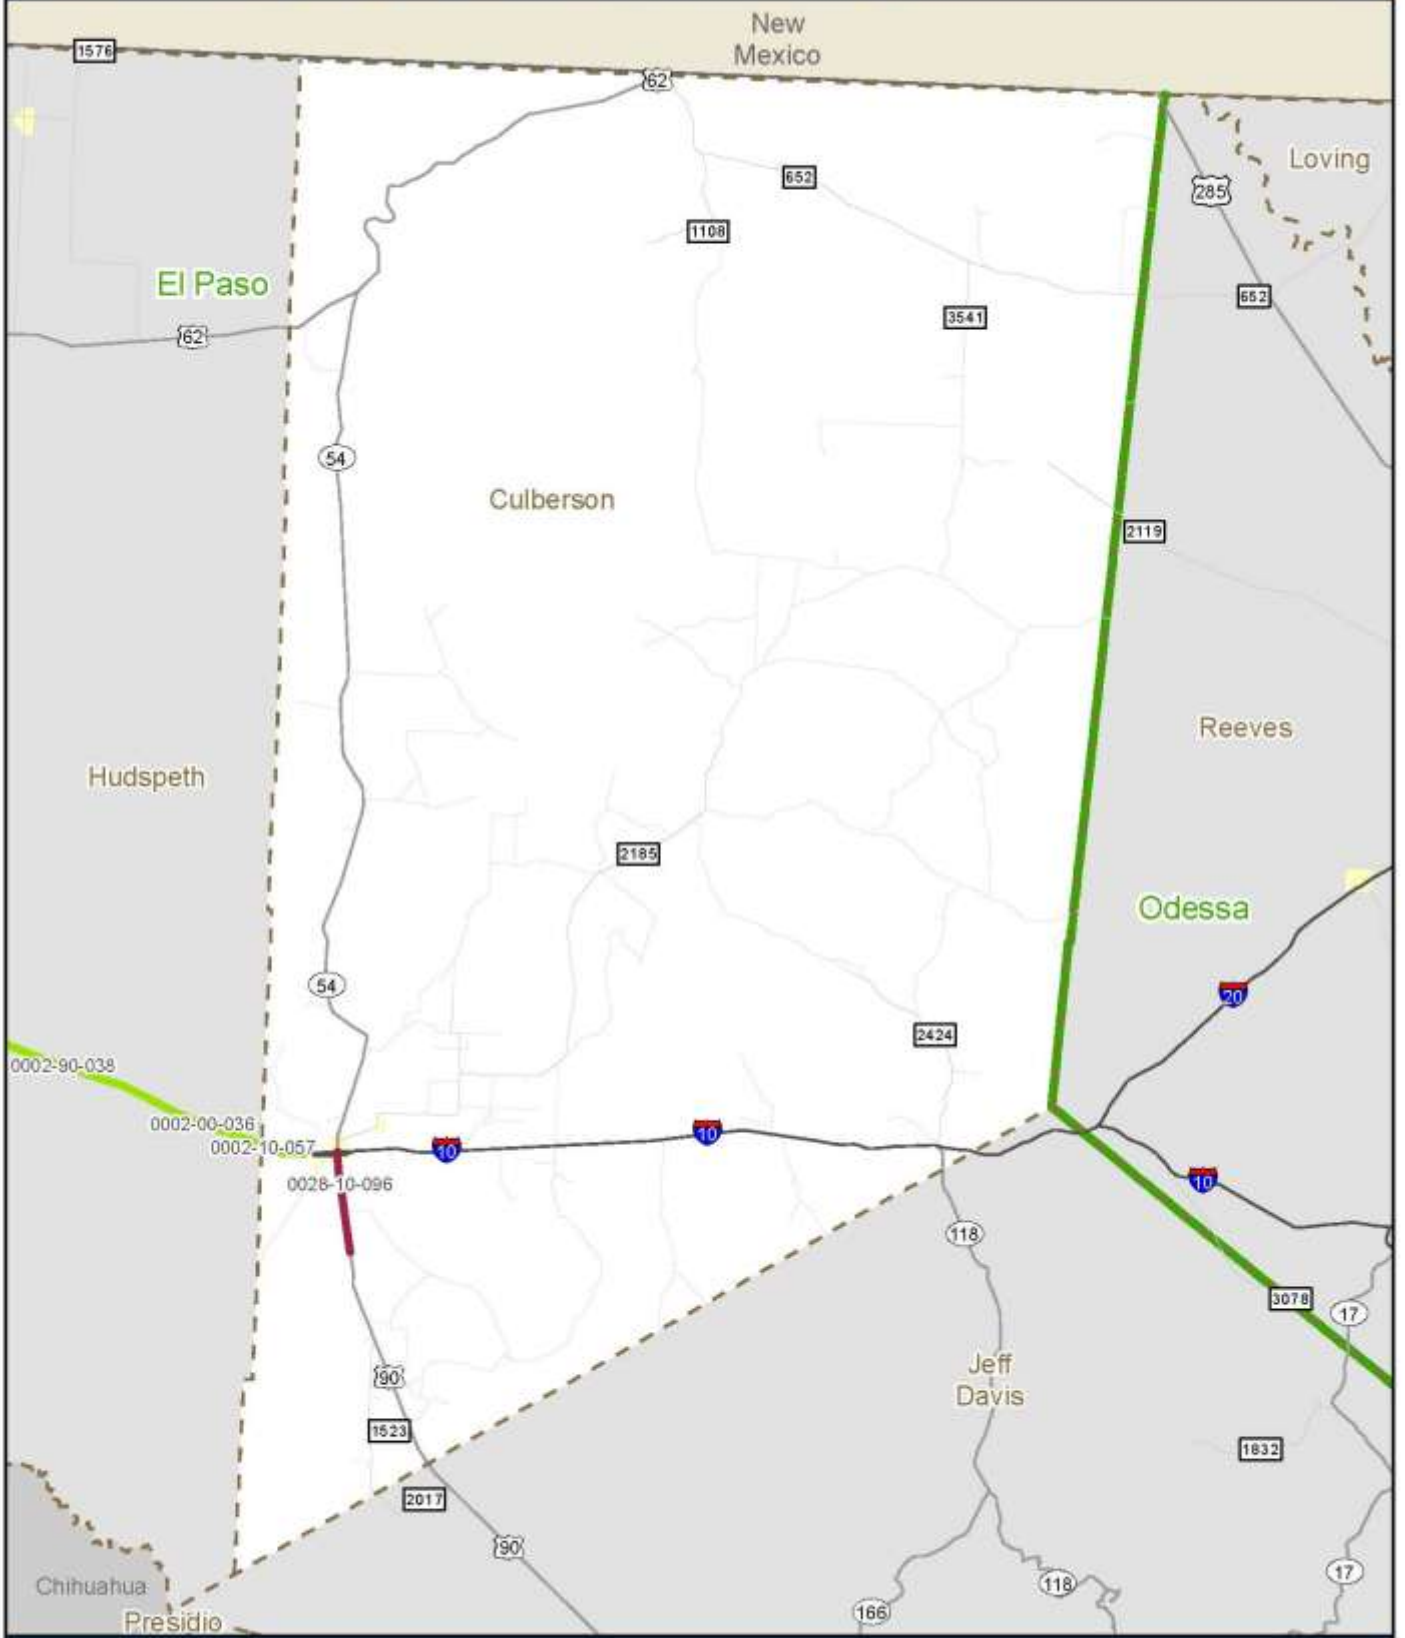 New
Mexico
1576
62
Loving
652
285
1108
El Paso
652
3541
62
54
Culberson
2119
Reeves
Hudspeth
2185
Odessa
54
20
2424
0002-90-038
0002-00-036
10
0002-10-057
10
0028-10-096
10
118
3078
17
Jeff
Davis
90
1523
1832
2017
90
17
Chihuahua
118
166
Presidio